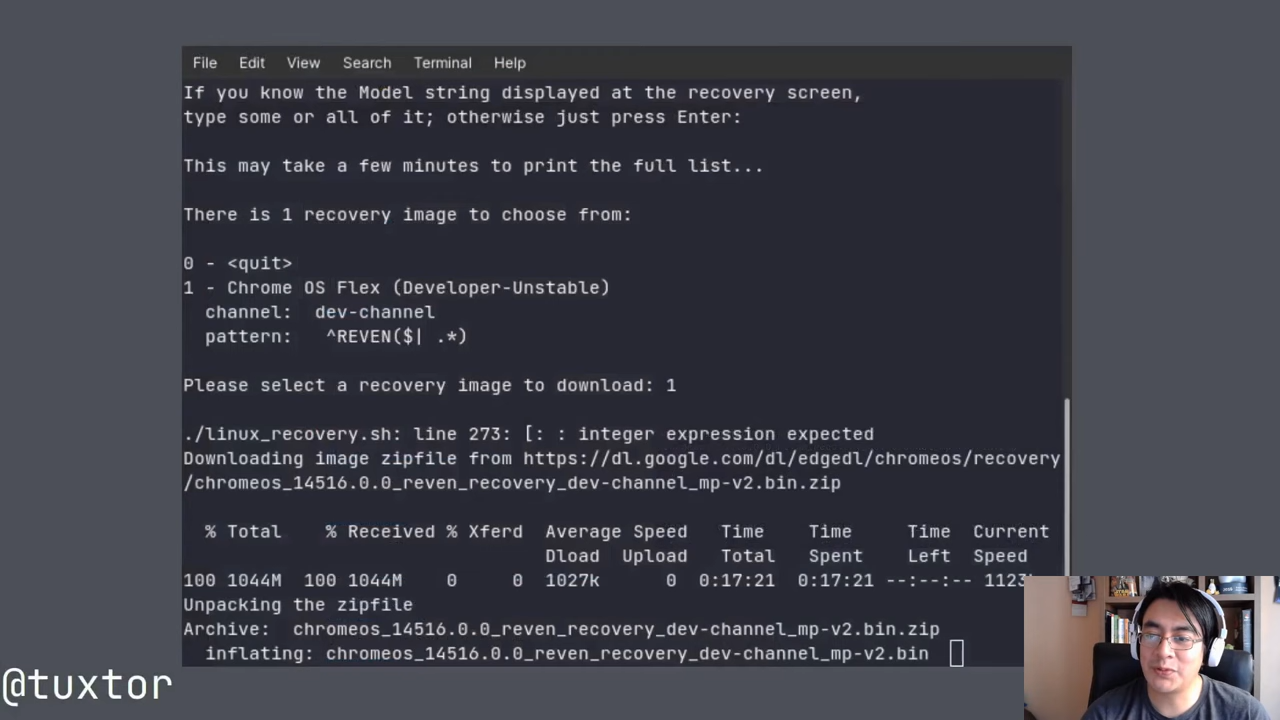 File Edit View Search Terminal Help
If you know the Model string displayed at the recovery screen,
type some or all of it; otherwise just press Enter:
This may take a few minutes to print the full list...
There is 1 recovery image to choose from:
0 - <quit>
1 - Chrome OS Flex (Developer-Unstable)
channel: dev-channel
pattern: ^REVEN($| .*)
Please select a recovery image to download: 1
./linux_recovery.sh: line 273: [: : integer expression expected
Downloading image zipfile from https://dl.google.com/dl/edgedl/chromeos/recovery
/chromeos_14516.0.0_reven_recovery_dev-channel_mp-v2.bin.zip
% Total % Received % Xferd Average Speed Time Time Time Current
Dload Upload Total Spent Left Speed
100 1044M 100 1044M 0 0 1027k 0 0:17:21 0:17:21 --:--:-- 1123k
Unpacking the zipfile
Archive: chromeos_14516.0.0_reven_recovery_dev-channel_mp-v2.bin.zip
inflating: chromeos_14516.0.0_reven_recovery_dev-channel_mp-v2.bin
@tuxtor